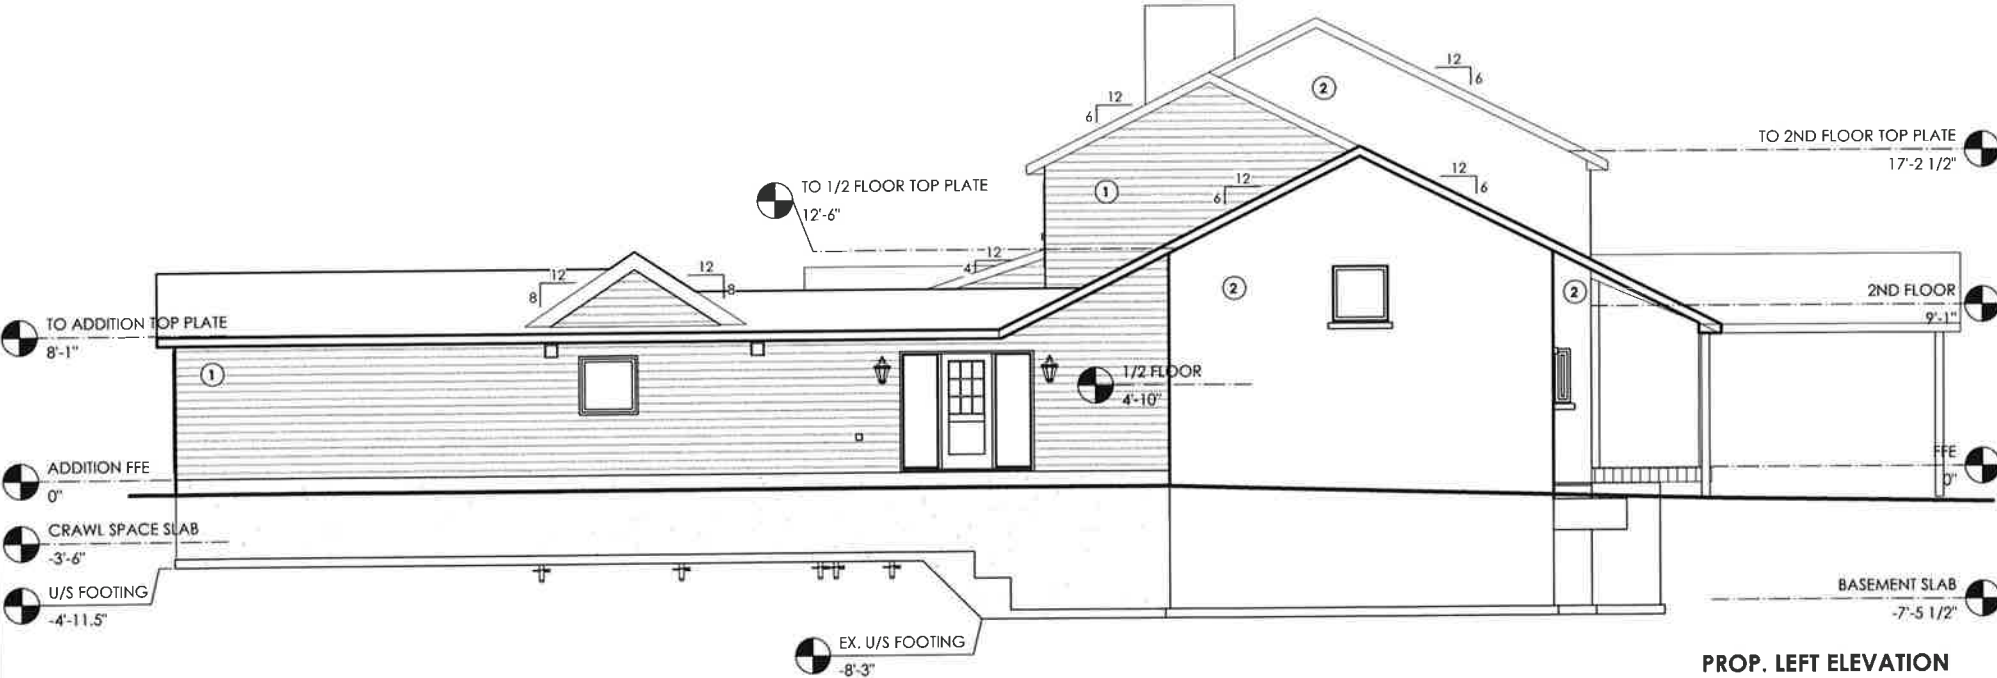 12
6
2
12
6
TO 2ND FLOOR TOP PLATE
17'-2 1/2"
12
6
1
12
6
TO 1/2 FLOOR TOP PLATE
12'-6"
12
4
12
8
12
8
2
2
2ND FLOOR
9'-1"
TO ADDITION TOP PLATE
8'-1"
1
1/2 FLOOR
4'-10"
ADDITION FFE
0"
FFE
0"
CRAWL SPACE SLAB
-3'-6"
U/S FOOTING
-4'-11.5"
BASEMENT SLAB
-7'-5 1/2"
EX. U/S FOOTING
-8'-3"
PROP. LEFT ELEVATION
12
6